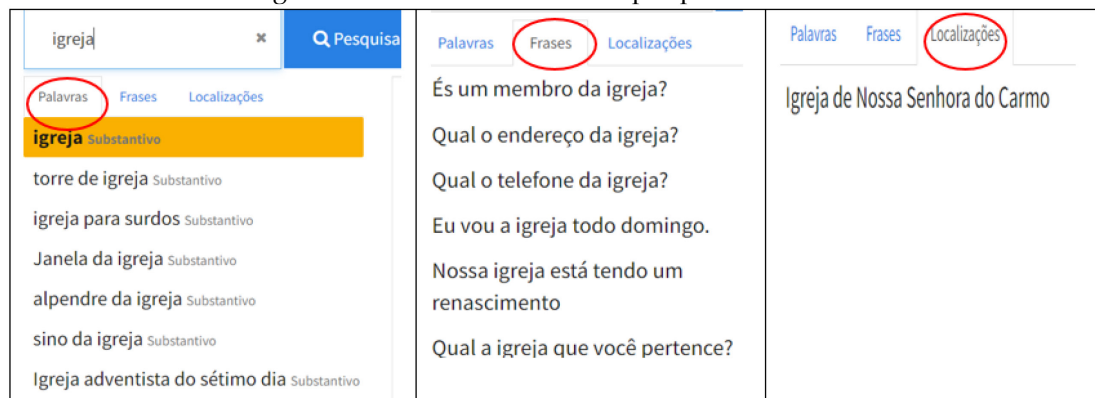 igreja × Pesquisa
Palavras Frases Localizações
igreja Substantivo
torre de igreja Substantivo
igreja para surdos Substantivo
Janela da igreja Substantivo
alpendre da igreja Substantivo
sino da igreja Substantivo
Igreja adventista do sétimo dia Substantivo
Palavras Frases Localizações
És um membro da igreja?
Qual o endereço da igreja?
Qual o telefone da igreja?
Eu vou a igreja todo domingo.
Nossa igreja está tendo um
renascimento
Qual a igreja que você pertence?
Palavras Frases Localizações
Igreja de Nossa Senhora do Carmo